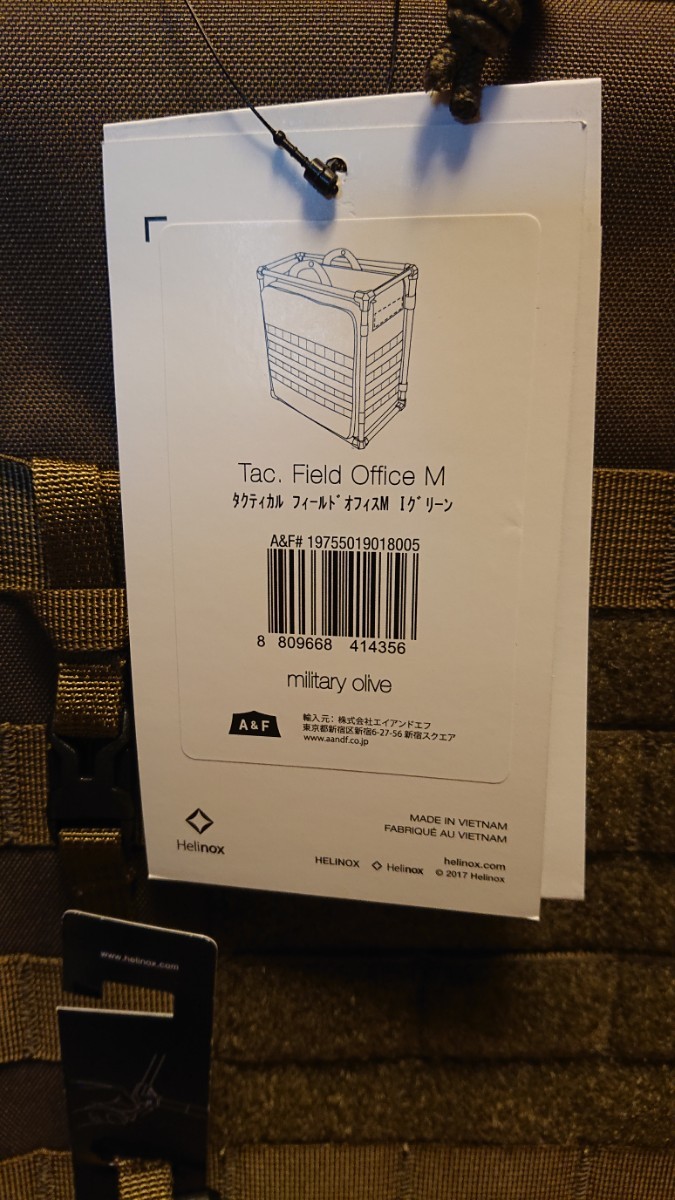 Tac. Field Office M
ﾀｸﾃｨｶﾙ ﾌｨｰﾙﾄﾞｵﾌｨｽM Iｸﾞﾘｰﾝ
A&F# 19755019018005
8 809668 414356
military olive
A & F
輸入元：株式会社エイアンドエフ
東京都新宿区新宿6-27-56 新宿スクエア
www.aandf.co.jp
Helinox
MADE IN VIETNAM
FABRIQUÉ AU VIETNAM
HELINOX Helinox helinox.com
© 2017 Helinox
www.helinox.com